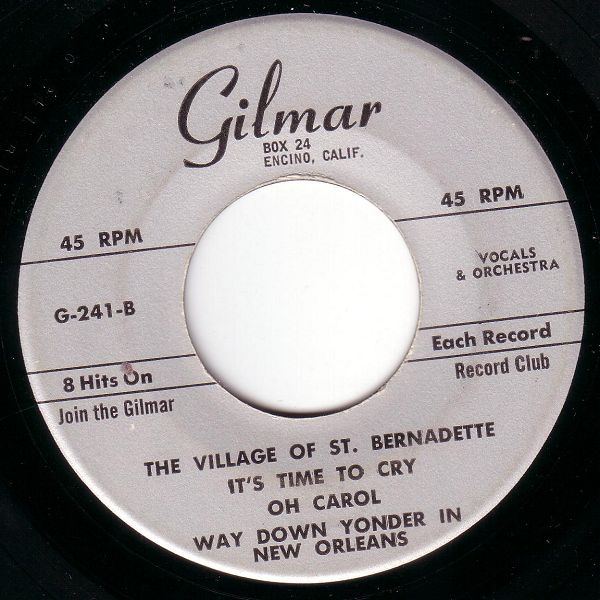 Gilmar
BOX 24
ENCINO, CALIF.
45 RPM
45 RPM
VOCALS
& ORCHESTRA
G-241-B
8 Hits On
Each Record
Join the Gilmar
Record Club
THE VILLAGE OF ST. BERNADETTE
IT'S TIME TO CRY
OH CAROL
WAY DOWN YONDER IN
NEW ORLEANS